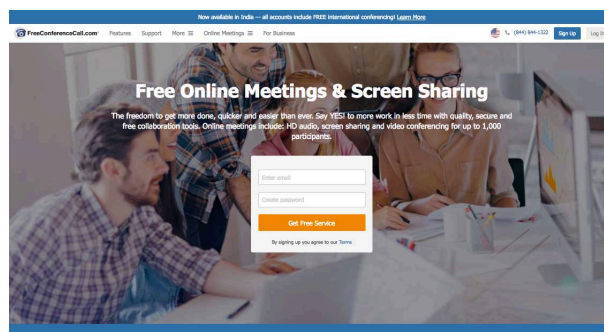 Now available in India — all accounts include FREE international conferencing! Learn More
FreeConferenceCall.com Features Support More Online Meetings For Business (844) 844-1322 Sign Up Log In
Free Online Meetings & Screen Sharing
The freedom to get more done, quicker and easier than ever. Say YES! to more work in less time with quality, secure and
free collaboration tools. Online meetings include: HD audio, screen sharing and video conferencing for up to 1,000
participants.
Enter email
Create password
Get Free Service
By signing up you agree to our Terms